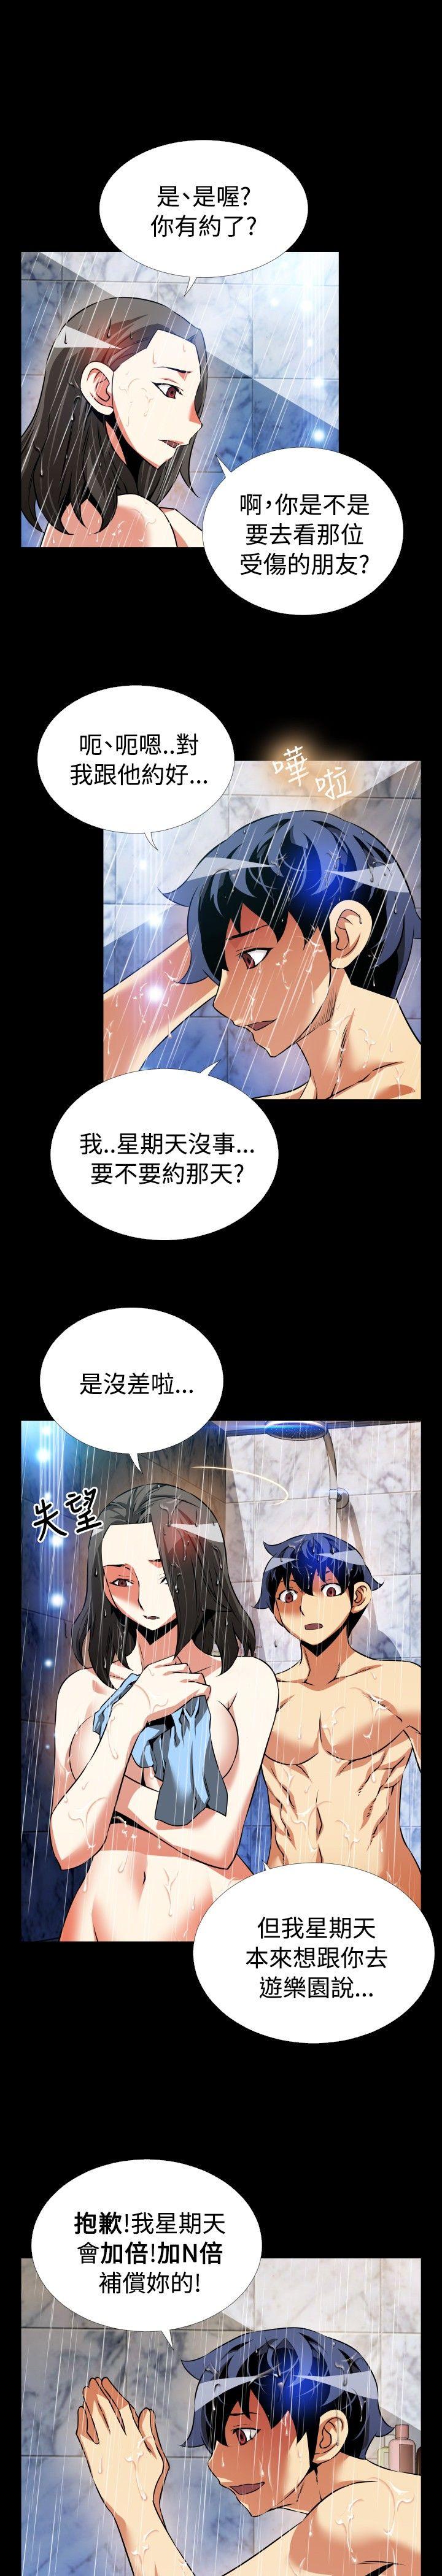 是、是喔?
你有約了?
啊,你是不是
要去看那位
受傷的朋友?
呃、呃嗯..對
我跟他約好...
嘩啦
我..星期天沒事...
要不要約那天?
是沒差啦...
失望
但我星期天
本來想跟你去
遊樂園說...
抱歉!我星期天
會加倍!加N倍
補償妳的!